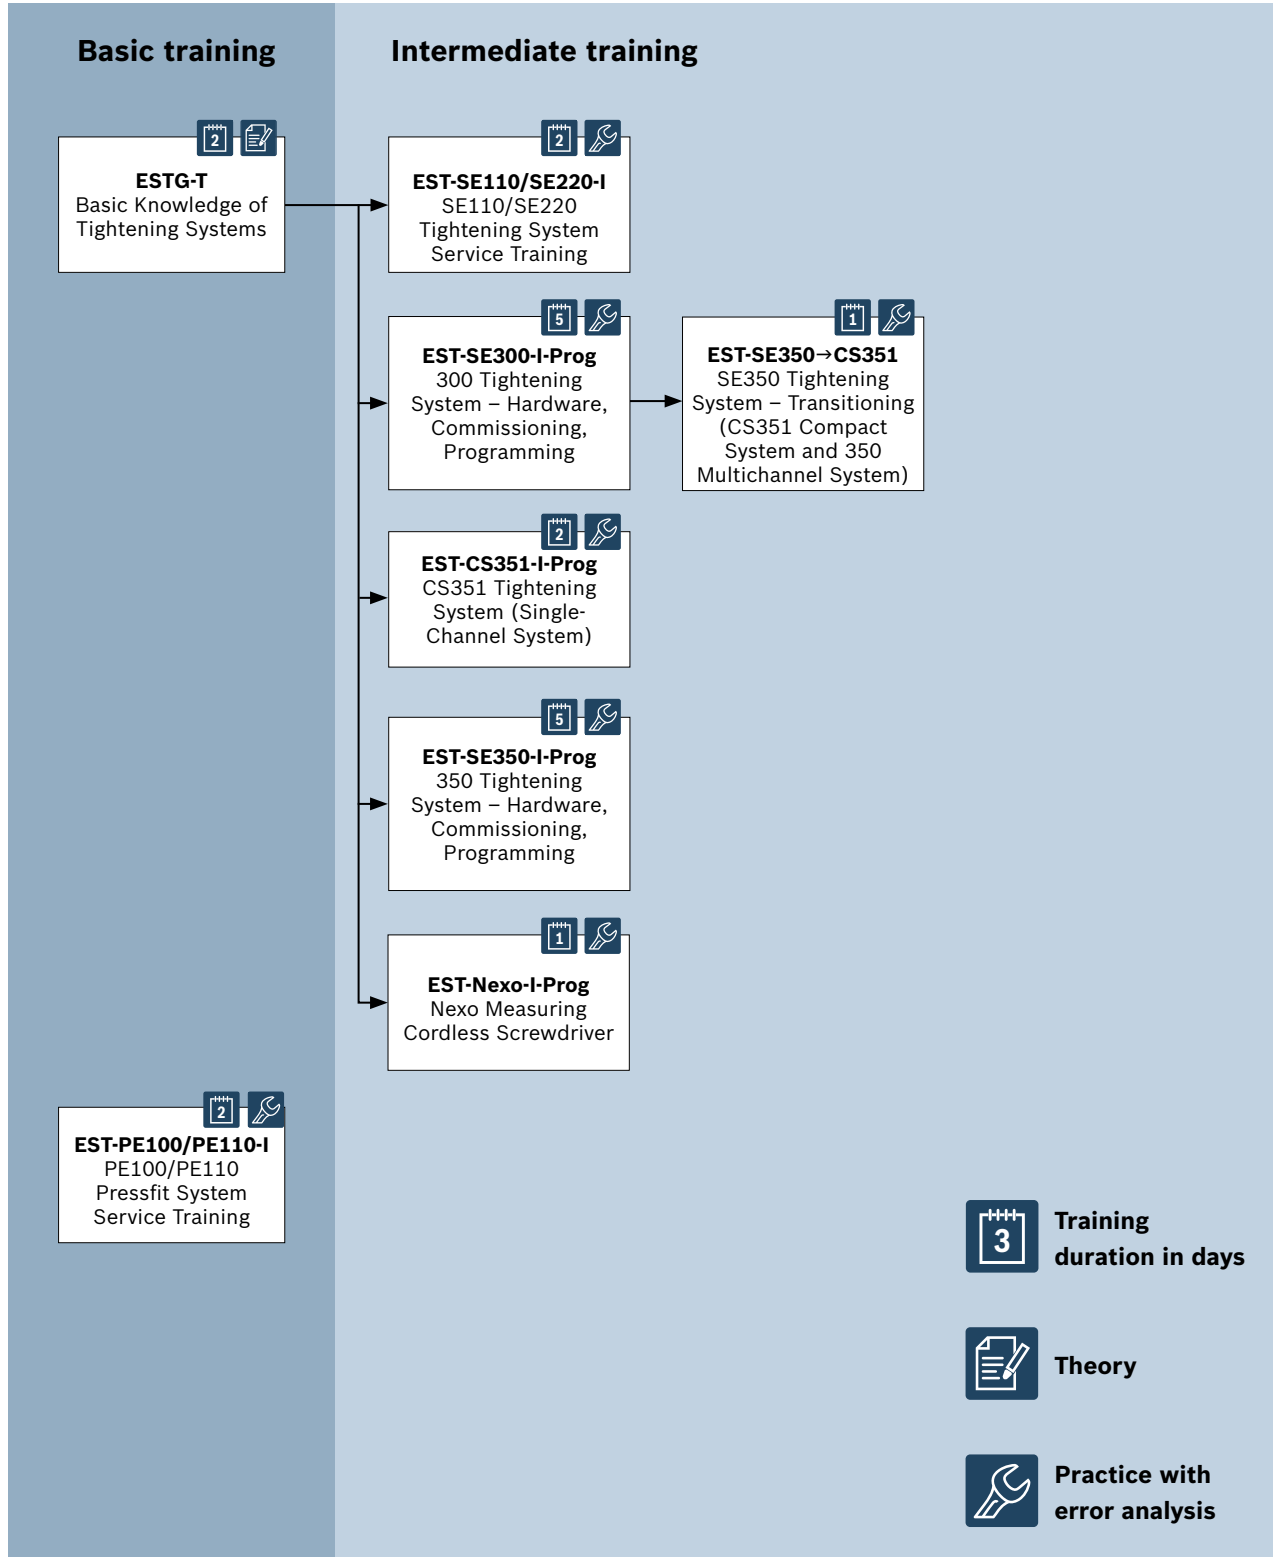 Basic training
Intermediate training
2
ESTG-T
Basic Knowledge of
Tightening Systems
2
EST-SE110/SE220-I
SE110/SE220
Tightening System
Service Training
5
EST-SE300-I-Prog
300 Tightening
System – Hardware,
Commissioning,
Programming
1
EST-SE350→CS351
SE350 Tightening
System – Transitioning
(CS351 Compact
System and 350
Multichannel System)
2
EST-CS351-I-Prog
CS351 Tightening
System (Single-
Channel System)
5
EST-SE350-I-Prog
350 Tightening
System – Hardware,
Commissioning,
Programming
1
EST-Nexo-I-Prog
Nexo Measuring
Cordless Screwdriver
2
EST-PE100/PE110-I
PE100/PE110
Pressfit System
Service Training
3
Training
duration in days
Theory
Practice with
error analysis